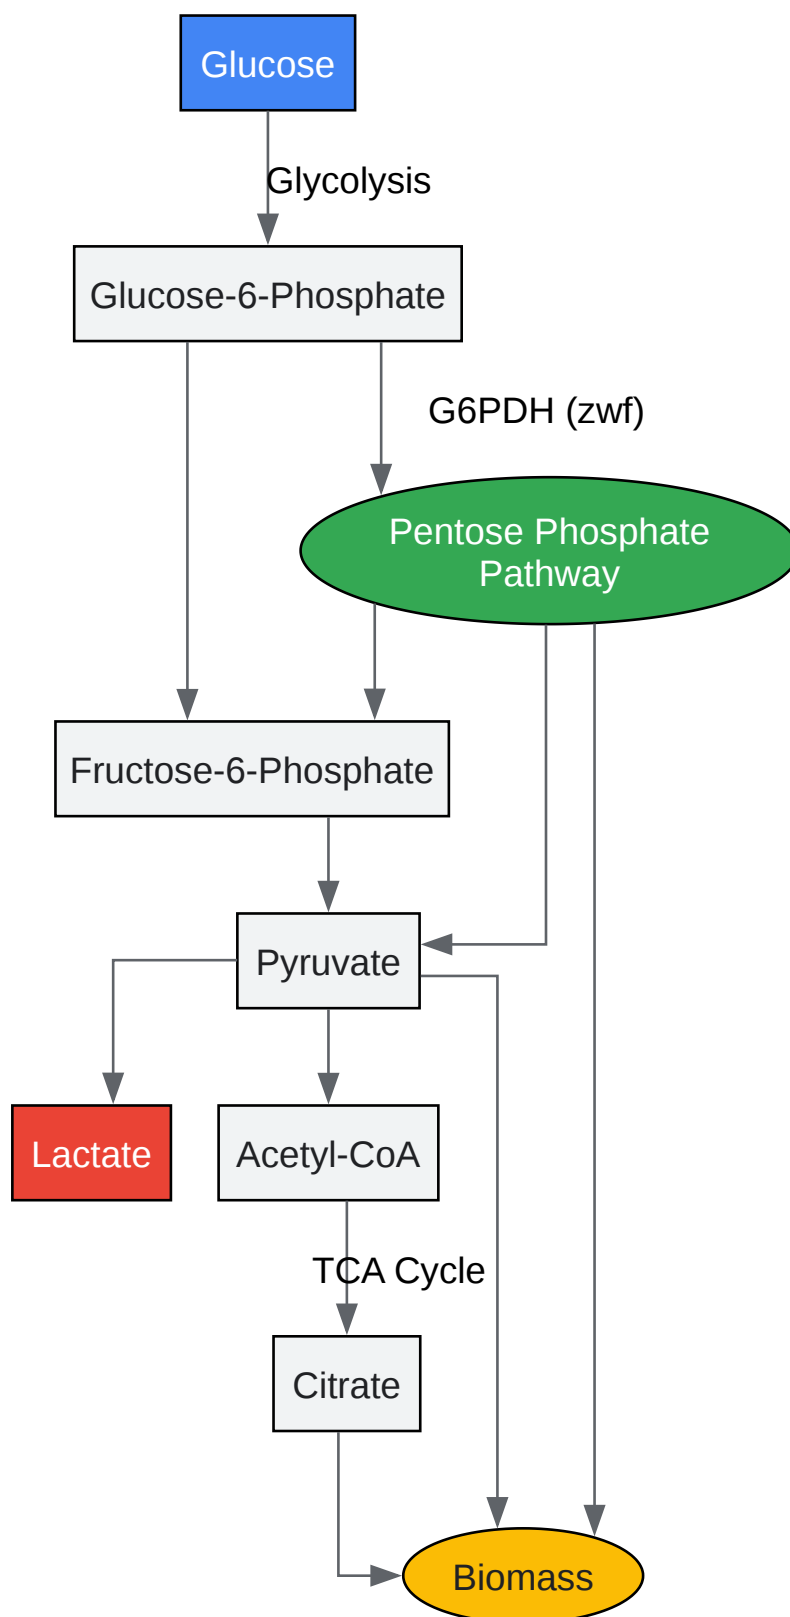 Glucose
Glycolysis
Glucose-6-Phosphate
G6PDH (zwf)
Pentose Phosphate
Pathway
Fructose-6-Phosphate
Pyruvate
Lactate
Acetyl-CoA
TCA Cycle
Citrate
Biomass